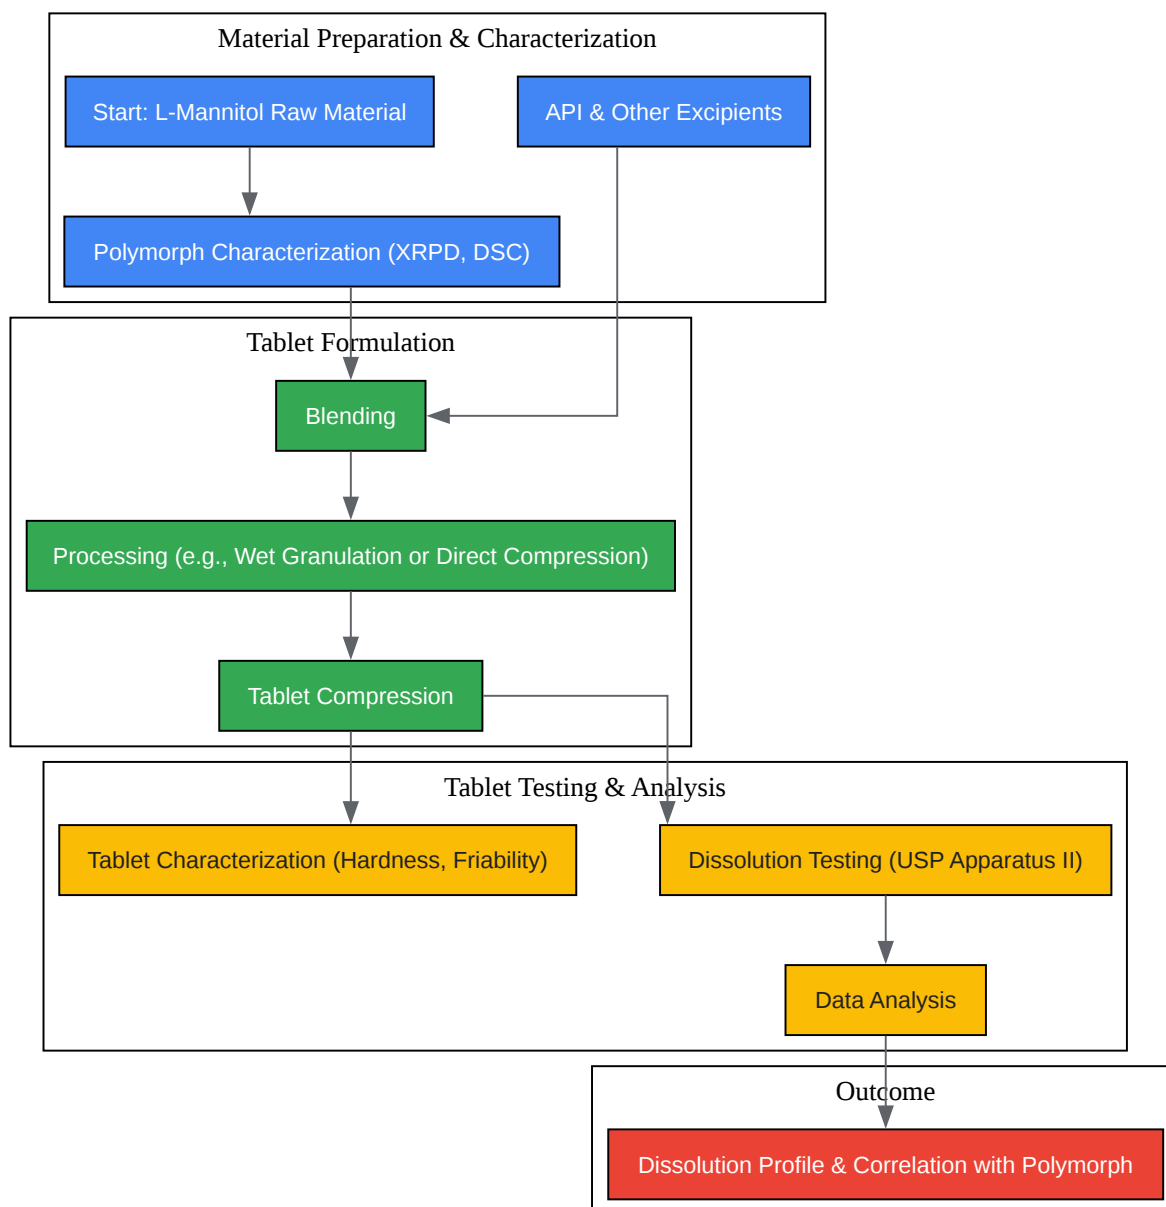 Material Preparation & Characterization
Start: L-Mannitol Raw Material
API & Other Excipients
Polymorph Characterization (XRPD, DSC)
Tablet Formulation
Blending
Processing (e.g., Wet Granulation or Direct Compression)
Tablet Compression
Tablet Testing & Analysis
Tablet Characterization (Hardness, Friability)
Dissolution Testing (USP Apparatus II)
Data Analysis
Outcome
Dissolution Profile & Correlation with Polymorph